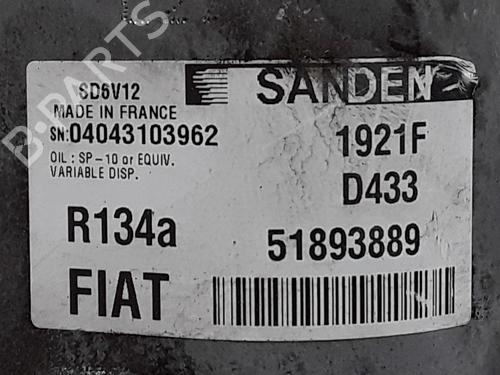 SD6V12
MADE IN FRANCE
SN:04043103962
OIL : SP-10 or EQUIV.
VARIABLE DISP.
R134a
FIAT
SANDEN
1921F
D433
51893889
B-PARTS